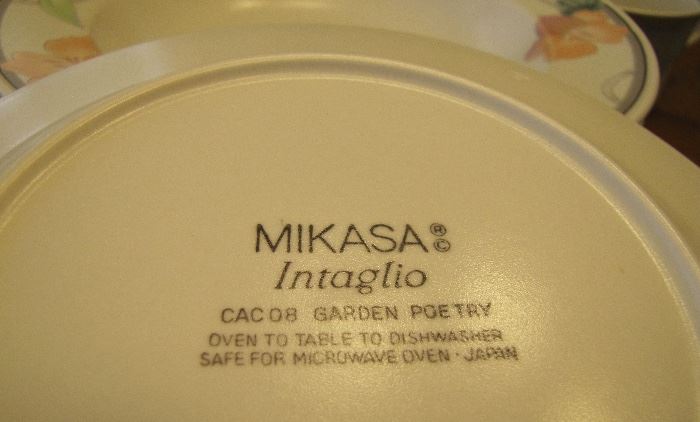 MIKASA®©
Intaglio
CAC08 GARDEN POETRY
OVEN TO TABLE TO DISHWASHER
SAFE FOR MICROWAVE OVEN · JAPAN